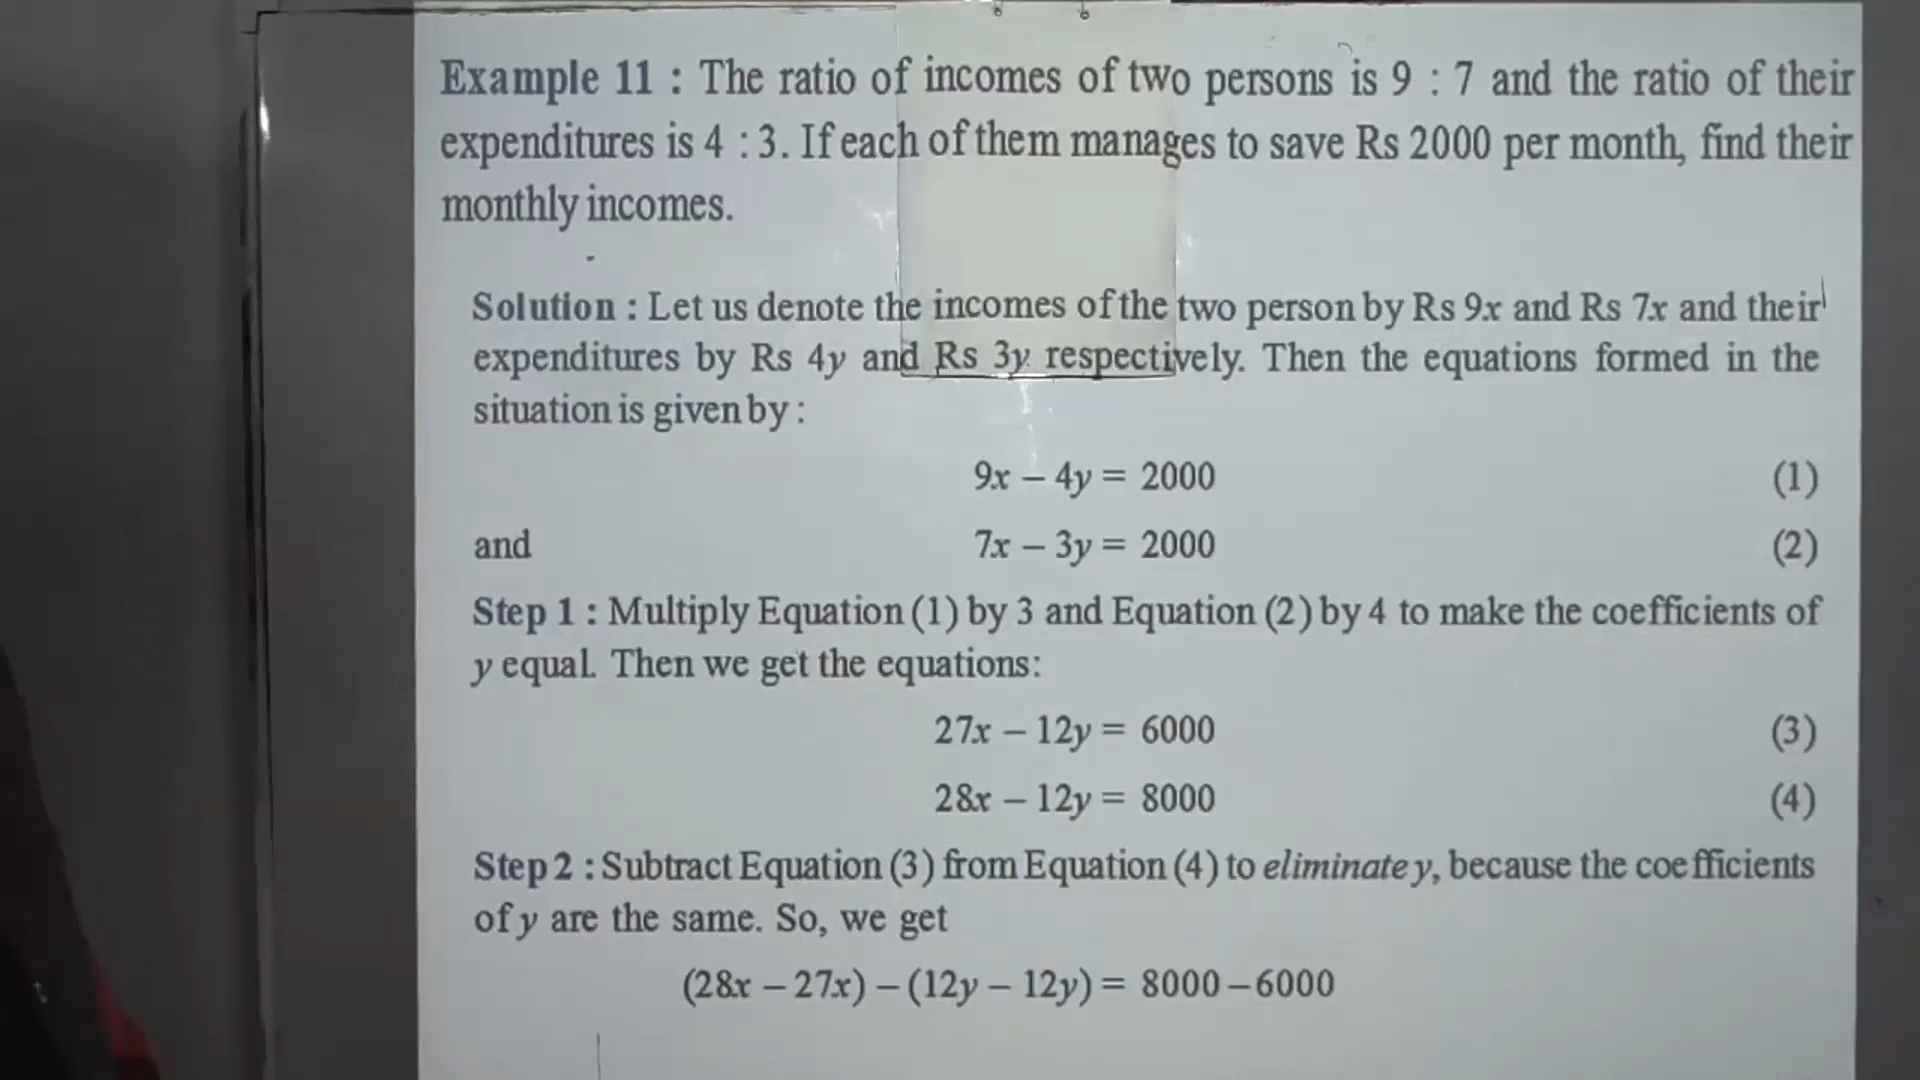 Example 11 : The ratio of incomes of two persons is 9 : 7 and the ratio of their
expenditures is 4 : 3. If each of them manages to save Rs 2000 per month, find their
monthly incomes.
Solution : Let us denote the incomes of the two person by Rs 9x and Rs 7x and their
expenditures by Rs 4y and Rs 3y respectively. Then the equations formed in the
situation is given by :
9x – 4y = 2000 (1)
and 7x – 3y = 2000 (2)
Step 1 : Multiply Equation (1) by 3 and Equation (2) by 4 to make the coefficients of
y equal. Then we get the equations:
27x – 12y = 6000 (3)
28x – 12y = 8000 (4)
Step 2 : Subtract Equation (3) from Equation (4) to eliminate y, because the coefficients
of y are the same. So, we get
(28x – 27x) – (12y – 12y) = 8000 – 6000